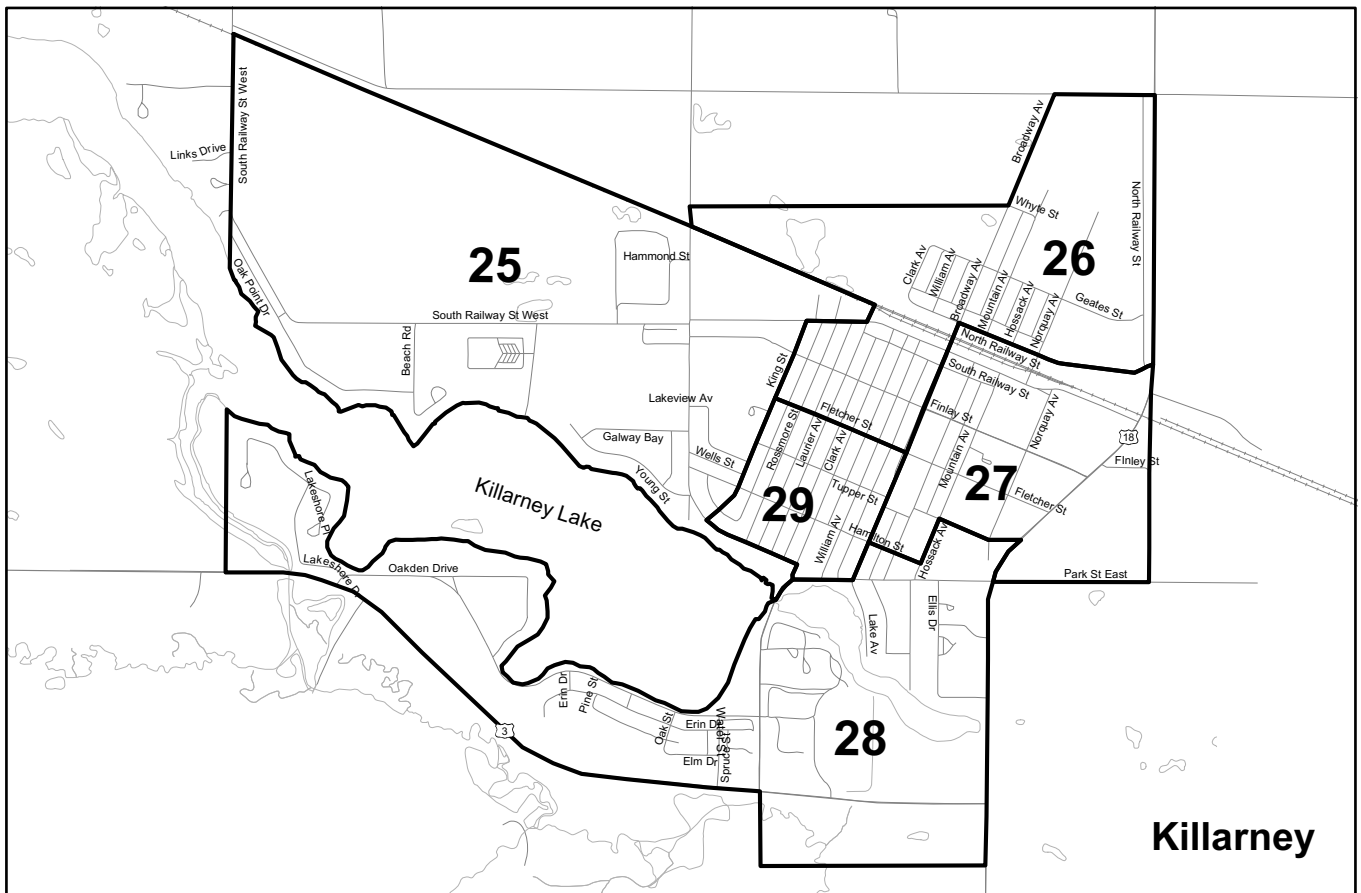 Broadway Av
South Railway St West
Links Drive
North Railway St
Whyte St
25
Hammond St
26
Clark Av
William Av
Broadway Av
Mountain Av
Hossack Av
Norquay Av
Geates St
Oak Point Dr
South Railway St West
Beach Rd
North Railway St
South Railway St
King St
Lakeview Av
Fletcher St
Finlay St
Norquay Av
Rossmore St
Laurier Av
Clark Av
Mountain Av
18
FInley St
Galway Bay
Wells St
Young St
29
Tupper St
27
Fletcher St
Killarney Lake
Lakeshore Pl
William Av
Hamilton St
Hossack Av
Lakeshore Dr
Oakden Drive
Park St East
Lake Av
Ellis Dr
Erin Dr
Pine St
Oak St
Erin Dr
Water St
Spruce St
Elm Dr
3
28
Killarney